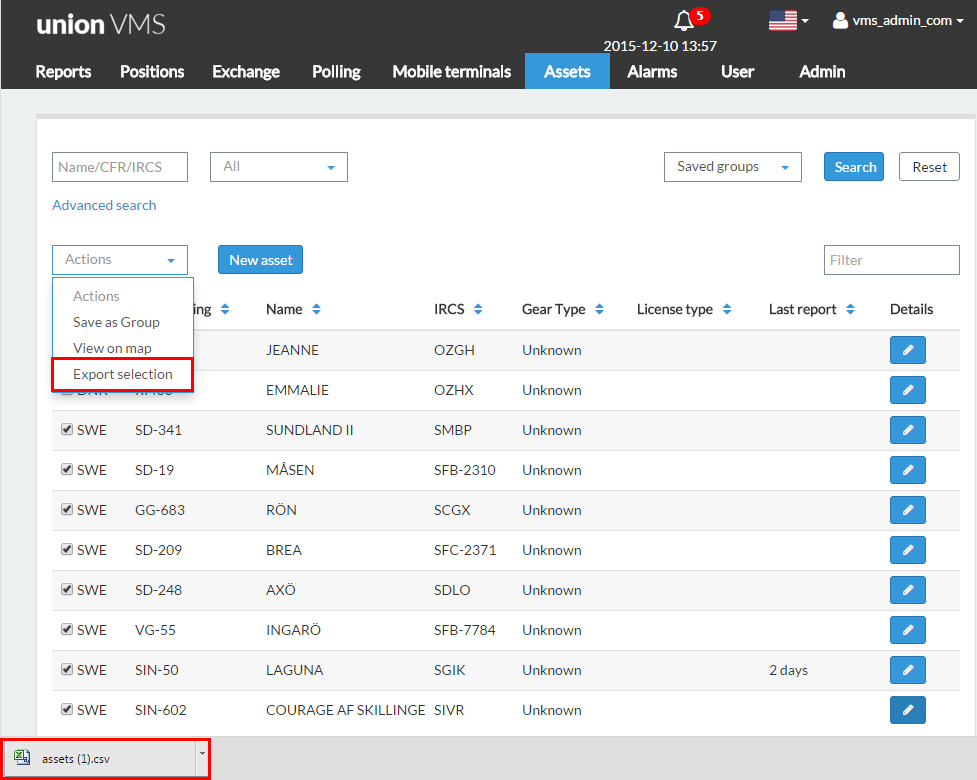 union VMS
5
vms_admin_com
2015-12-10 13:57
Reports Positions Exchange Polling Mobile terminals Assets Alarms User Admin
Name/CFR/IRCS All Saved groups Search Reset
Advanced search
Actions New asset Filter
Actions
Save as Group
View on map
Export selection
ing Name IRCS Gear Type License type Last report Details
JEANNE OZGH Unknown
EMMALIE OZHX Unknown
SWE SD-341 SUNDLAND II SMBP Unknown
SWE SD-19 MÅSEN SFB-2310 Unknown
SWE GG-683 RÖN SCGX Unknown
SWE SD-209 BREA SFC-2371 Unknown
SWE SD-248 AXÖ SDLO Unknown
SWE VG-55 INGARÖ SFB-7784 Unknown
SWE SIN-50 LAGUNA SGIK Unknown 2 days
SWE SIN-602 COURAGE AF SKILLINGE SIVR Unknown
assets (1).csv